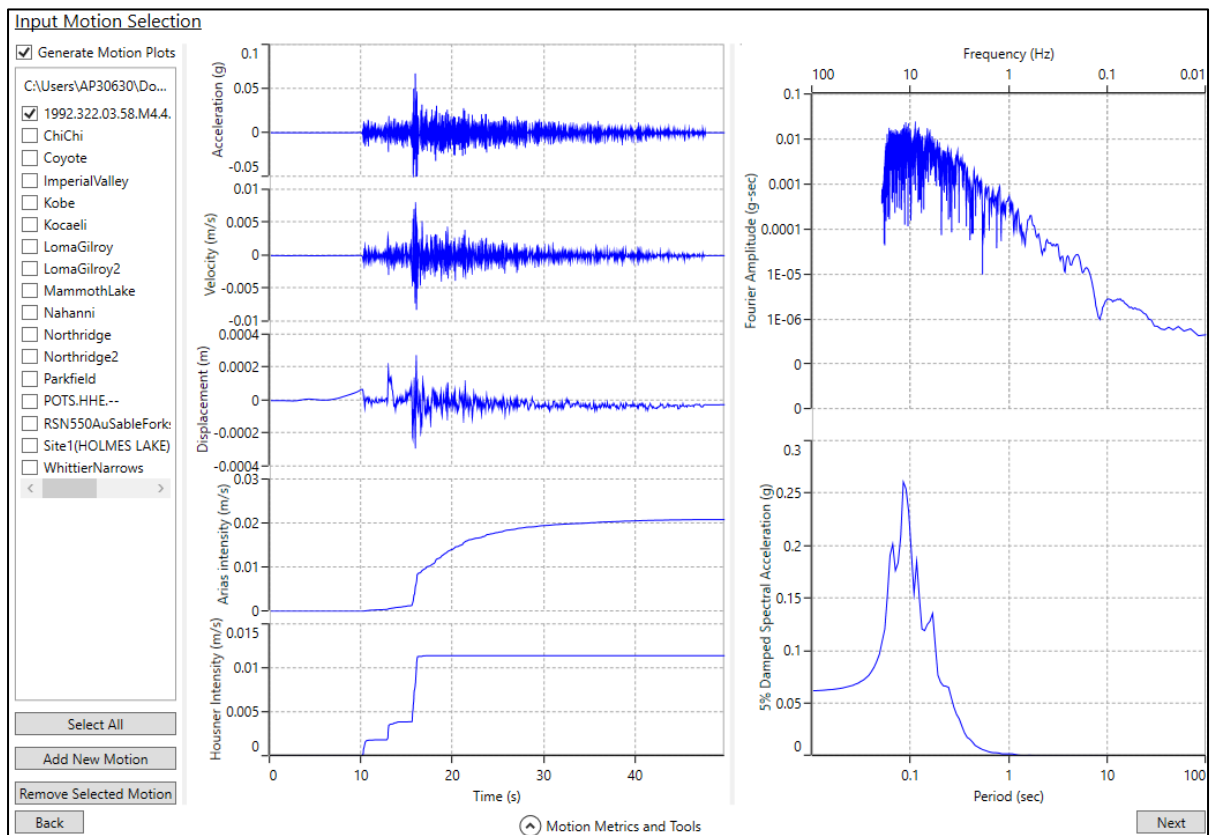 Input Motion Selection
Generate Motion Plots
C:\Users\AP30630\Do...
1992.322.03.58.M4.4.
ChiChi
Coyote
ImperialValley
Kobe
Kocaeli
LomaGilroy
LomaGilroy2
MammothLake
Nahanni
Northridge
Northridge2
Parkfield
POTS.HHE.--
RSN550AuSableForks
Site1(HOLMES LAKE)
WhittierNarrows
Select All
Add New Motion
Remove Selected Motion
Back
Acceleration (g)
0.1
0.05
0
-0.05
Velocity (m/s)
0.01
0.005
0
-0.005
-0.01
Displacement (m)
0.0004
0.0002
0
-0.0002
-0.0004
Arias intensity (m/s)
0.03
0.02
0.01
0
Housner Intensity (m/s)
0.015
0.01
0.005
0
0 10 20 30 40
Time (s)
Motion Metrics and Tools
Frequency (Hz)
100 10 1 0.1 0.01
Fourier Amplitude (g-sec)
0.1
0.01
0.001
0.0001
1E-05
1E-06
0
0
5% Damped Spectral Acceleration (g)
0.3
0.25
0.2
0.15
0.1
0.05
0
0.1 1 10 100
Period (sec)
Next